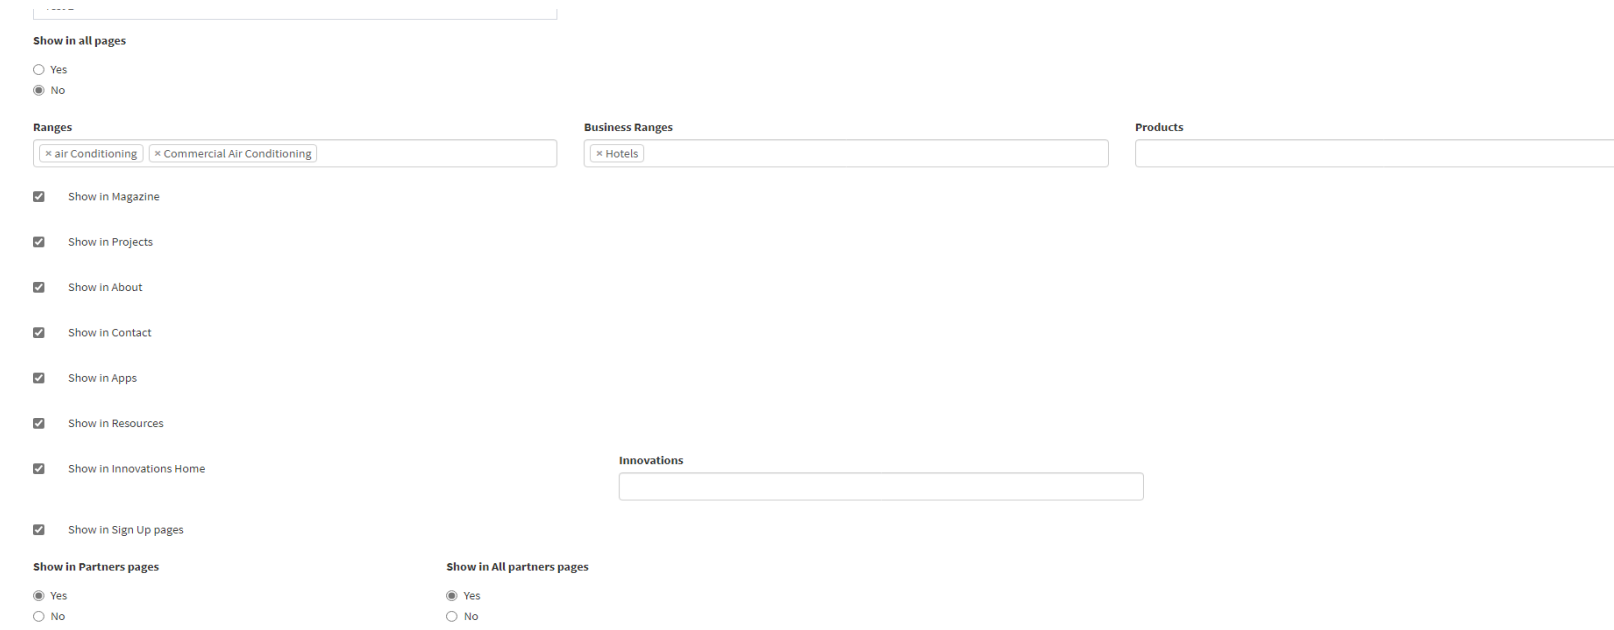 Show in all pages
Yes
No
Ranges Business Ranges Products
× air Conditioning × Commercial Air Conditioning × Hotels
Show in Magazine
Show in Projects
Show in About
Show in Contact
Show in Apps
Show in Resources
Innovations
Show in Innovations Home
Show in Sign Up pages
Show in Partners pages Show in All partners pages
Yes Yes
No No